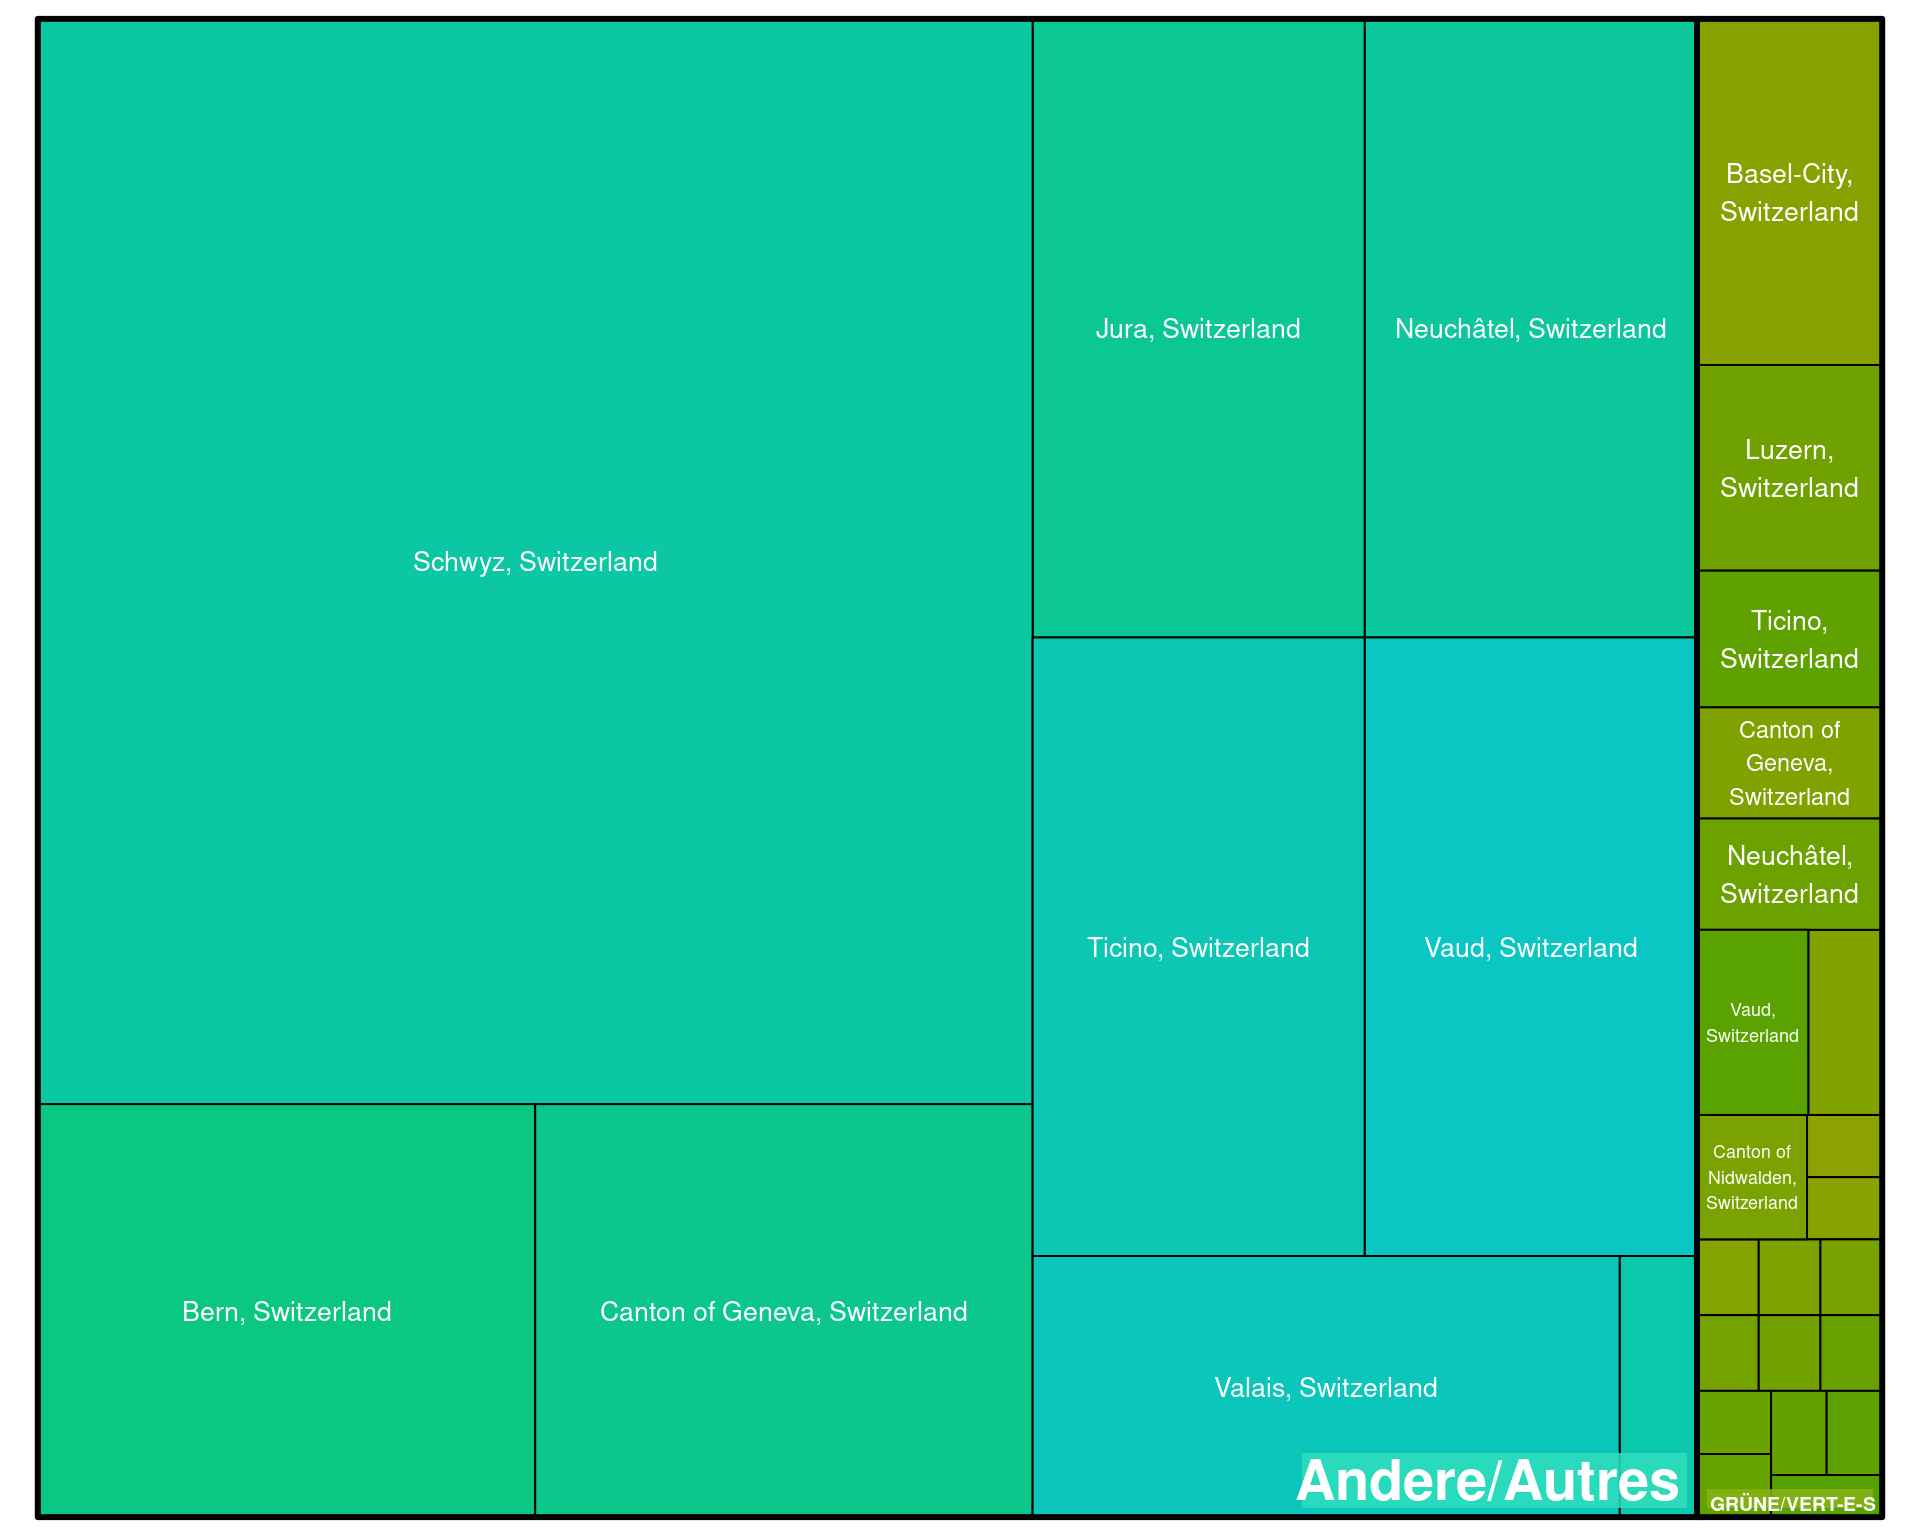 Schwyz, Switzerland
Jura, Switzerland
Neuchâtel, Switzerland
Ticino, Switzerland
Vaud, Switzerland
Bern, Switzerland
Canton of Geneva, Switzerland
Valais, Switzerland
Andere/Autres
Basel-City,
Switzerland
Luzern,
Switzerland
Ticino,
Switzerland
Canton of
Geneva,
Switzerland
Neuchâtel,
Switzerland
Vaud,
Switzerland
Canton of
Nidwalden,
Switzerland
GRÜNE/VERT-E-S